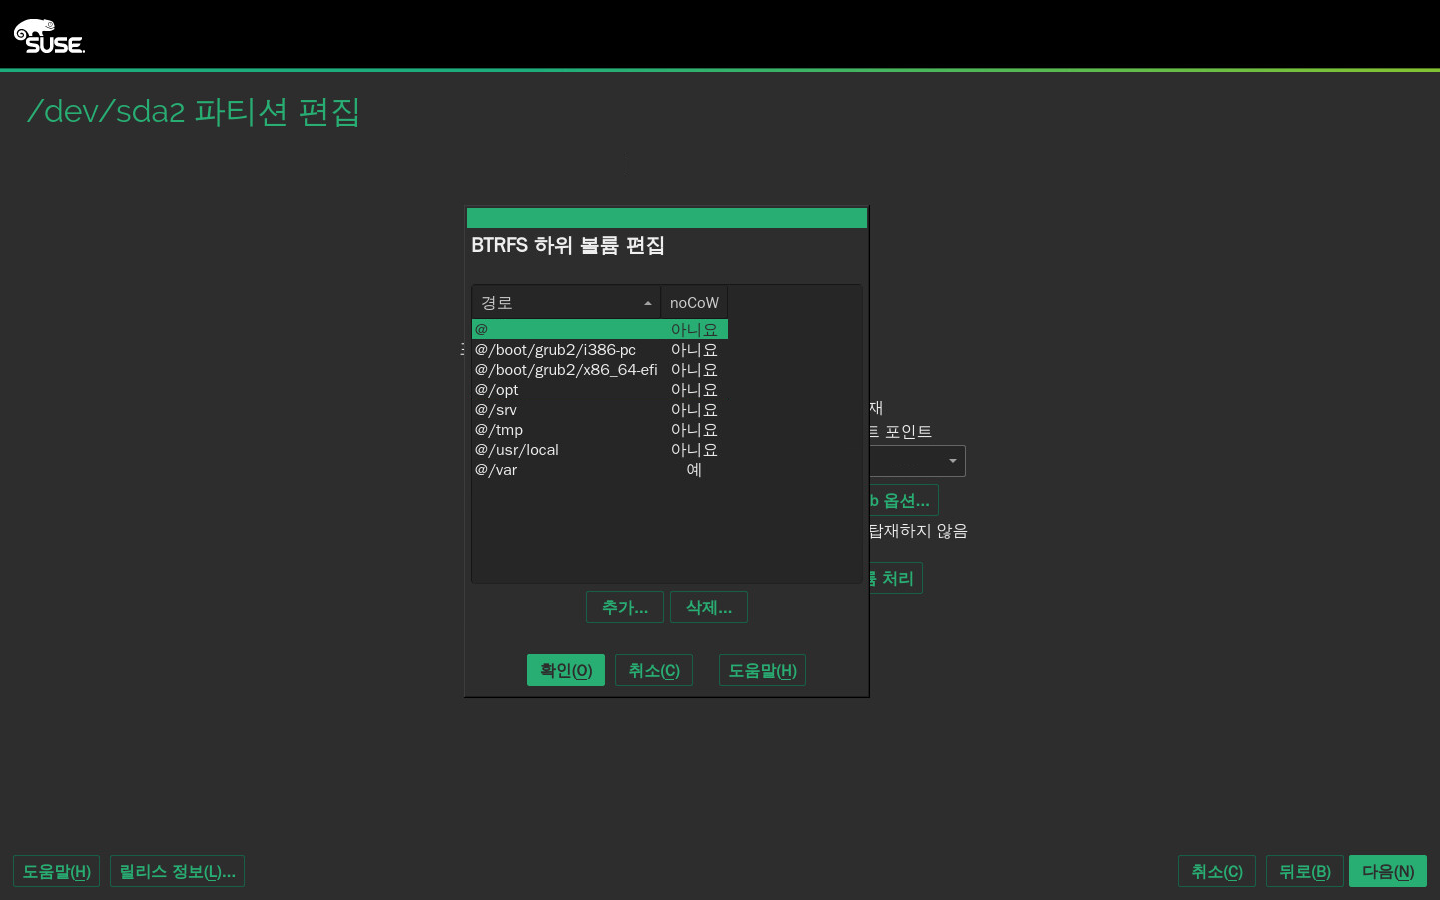 SUSE
/dev/sda2 파티션 편집
BTRFS 하위 볼륨 편집
경로 noCoW
@ 아니요
@/boot/grub2/i386-pc 아니요
@/boot/grub2/x86_64-efi 아니요
@/opt 아니요
@/srv 아니요
@/tmp 아니요
@/usr/local 아니요
@/var 예
재
트 포인트
b 옵션...
탑재하지 않음
처리
추가... 삭제...
확인(O) 취소(C) 도움말(H)
도움말(H) 릴리스 정보(L)... 취소(C) 뒤로(B) 다음(N)